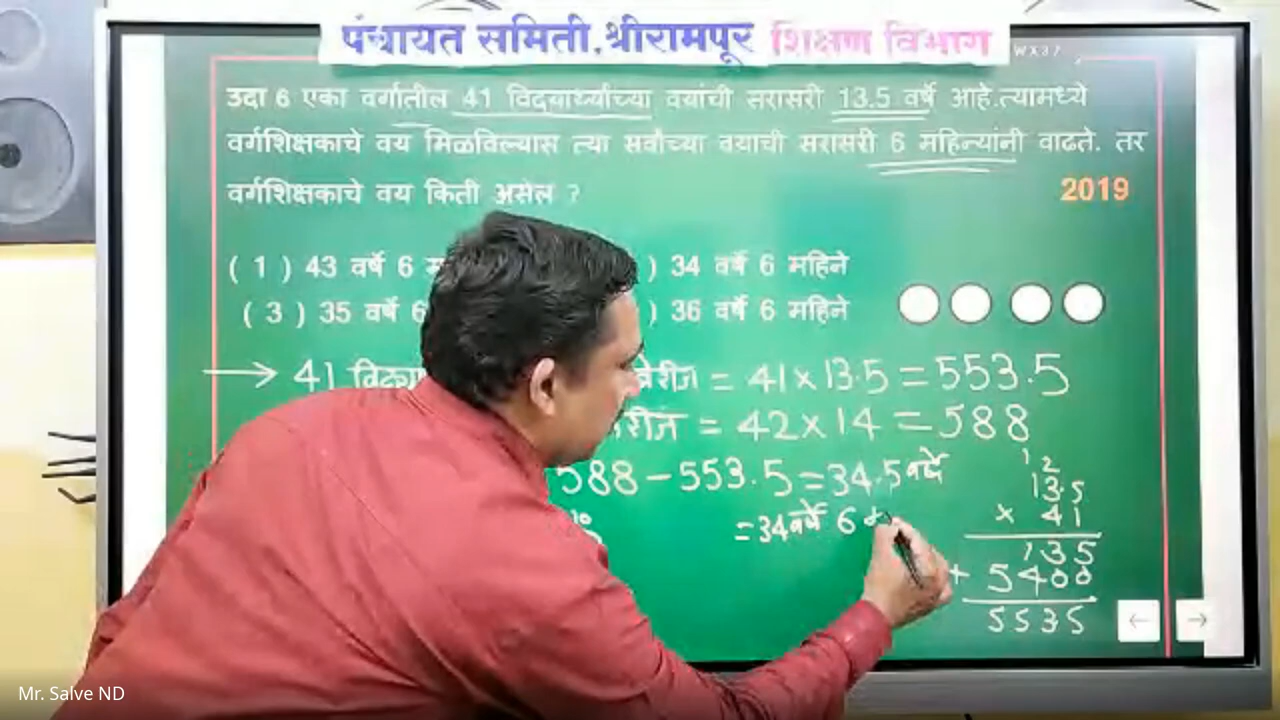 पंचायत समिती,श्रीरामपूर शिक्षण विभाग
उदा 6 एका वर्गातील 41 विद्यार्थ्यांच्या वयांची सरासरी 13.5 वर्षे आहे.त्यामध्ये
वर्गशिक्षकाचे वय मिळविल्यास त्या सर्वांच्या वयाची सरासरी 6 महिन्यांनी वाढते. तर
वर्गशिक्षकाचे वय किती असेल ?
2019
( 1 ) 43 वर्षे 6 ) 34 वर्षे 6 महिने
( 3 ) 35 वर्षे 6 ) 36 वर्षे 6 महिने
→ 41 = 41 x 13.5 = 553.5
= 42 x 14 = 588
588 - 553.5 = 34.5 वर्षे
= 34 वर्षे 6
1 2
13.5
x 41
135
+ 5400
5535
← →
Mr. Salve ND